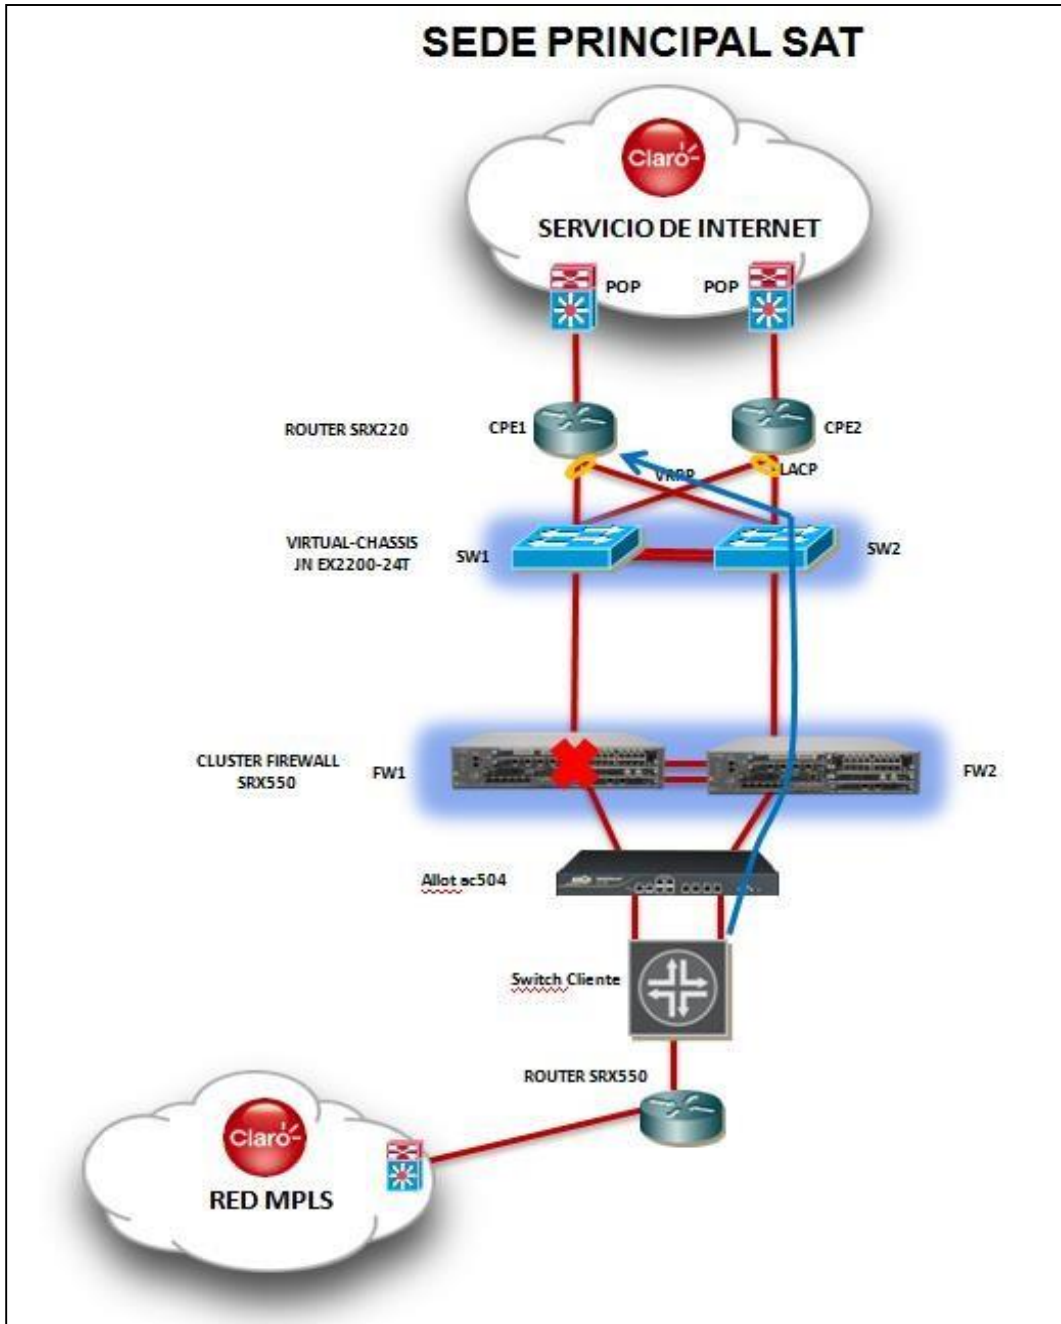 SEDE PRINCIPAL SAT
Claro
SERVICIO DE INTERNET
POP
POP
ROUTER SRX220
CPE1
CPE2
VRRP
LACP
VIRTUAL-CHASSIS
JN EX2200-24T
SW1
SW2
CLUSTER FIREWALL
SRX550
FW1
FW2
Allot ac504
Switch Cliente
ROUTER SRX550
Claro
RED MPLS